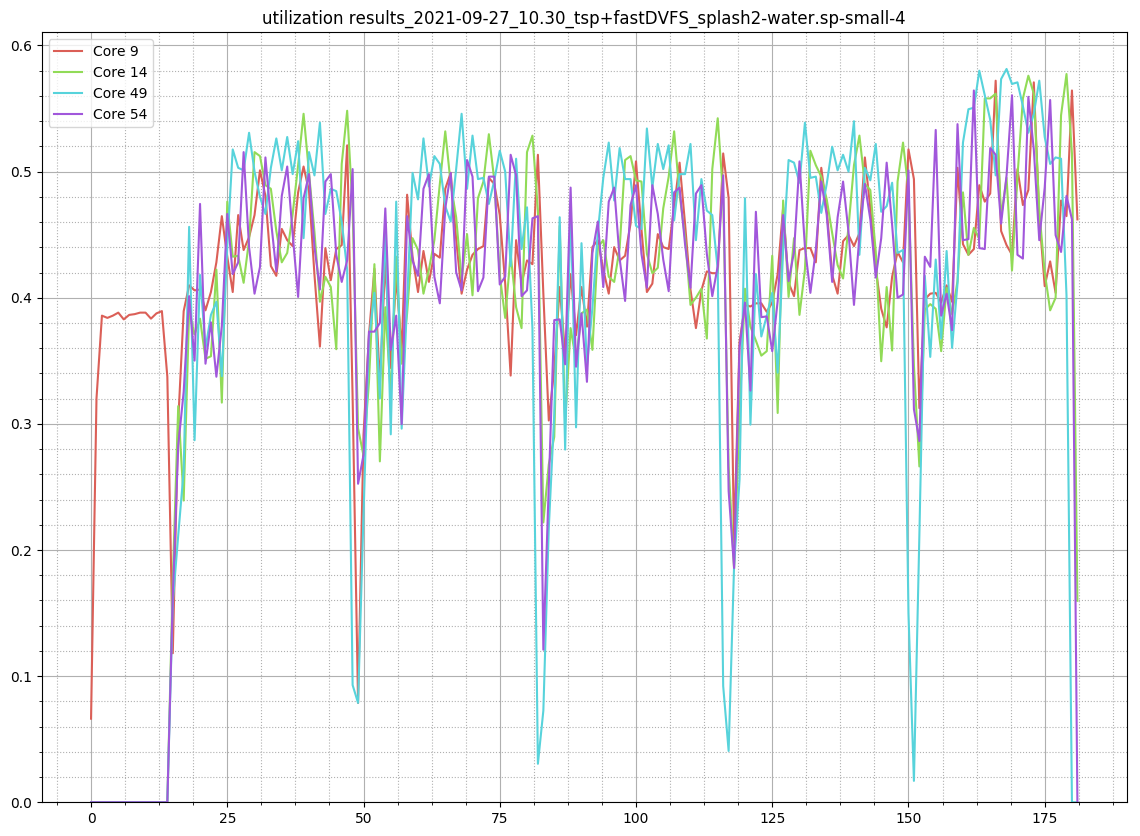 utilization results_2021-09-27_10.30_tsp+fastDVFS_splash2-water.sp-small-4
Core 9
Core 14
Core 49
Core 54
0.6
0.5
0.4
0.3
0.2
0.1
0.0
0 25 50 75 100 125 150 175